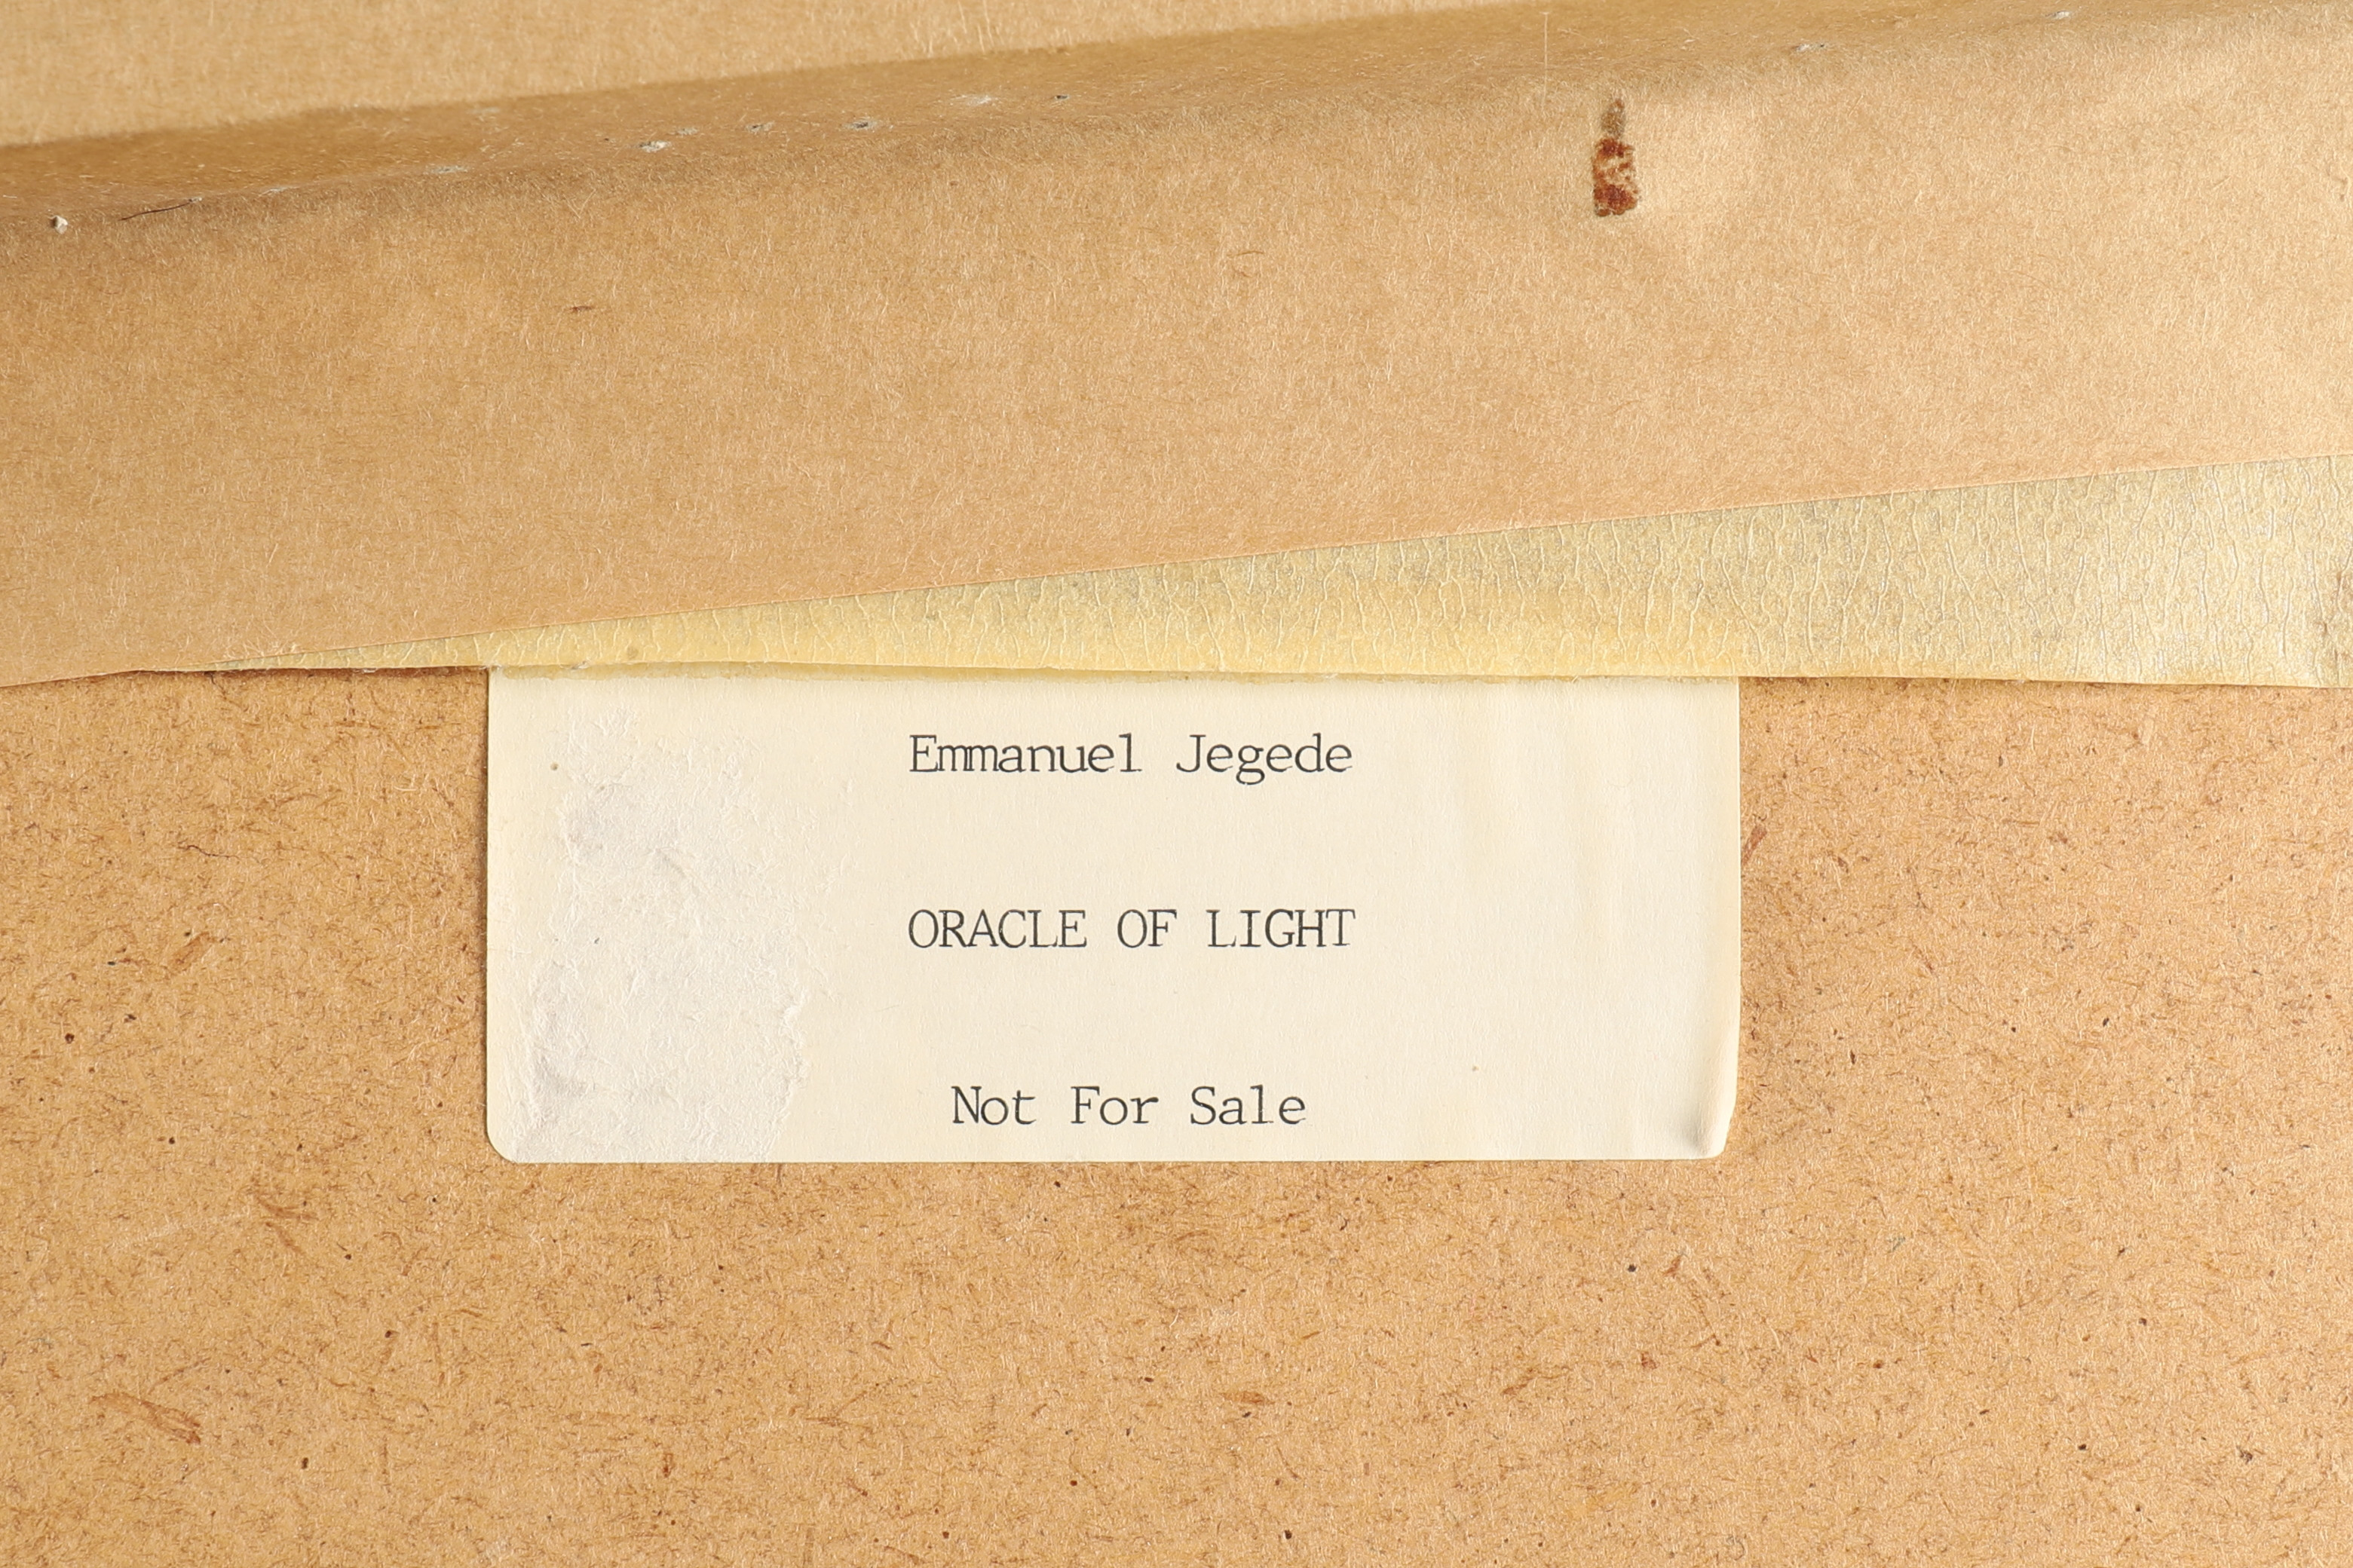 Emmanuel Jegede
ORACLE OF LIGHT
Not For Sale